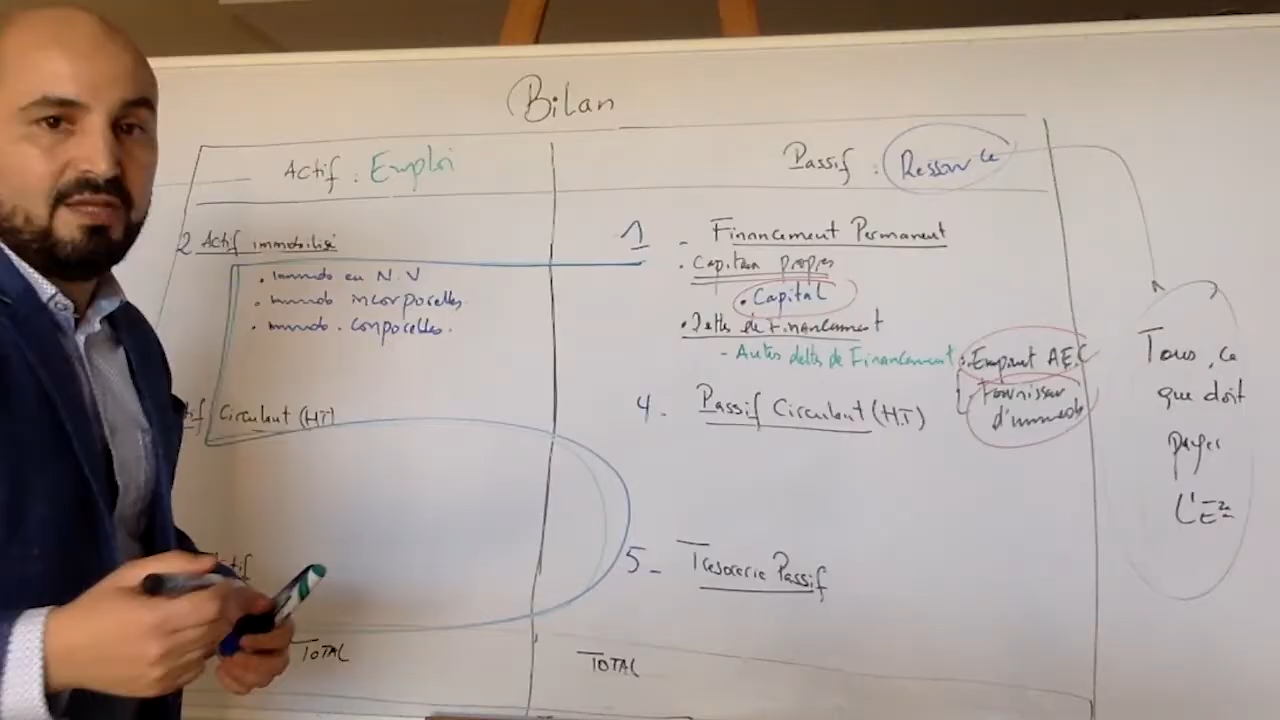 Bilan
Actif : Emploi
Passif : Ressource
2 Actif immobilisé
. Immob en N.V
. Immob incorporelles
. Immob. Corporelles.
Circulant (HT)
TOTAL
1 - Financement Permanent
. Capitaux propres
. Capital
. Dettes de Financement
- Autres dettes de Financement : . Emprunt A.E.C
- Fournisseur
d'immob
4. Passif Circulant (H.T)
5 - Tresorerie Passif
TOTAL
Tous, ce
que doit
payer
L'Ese